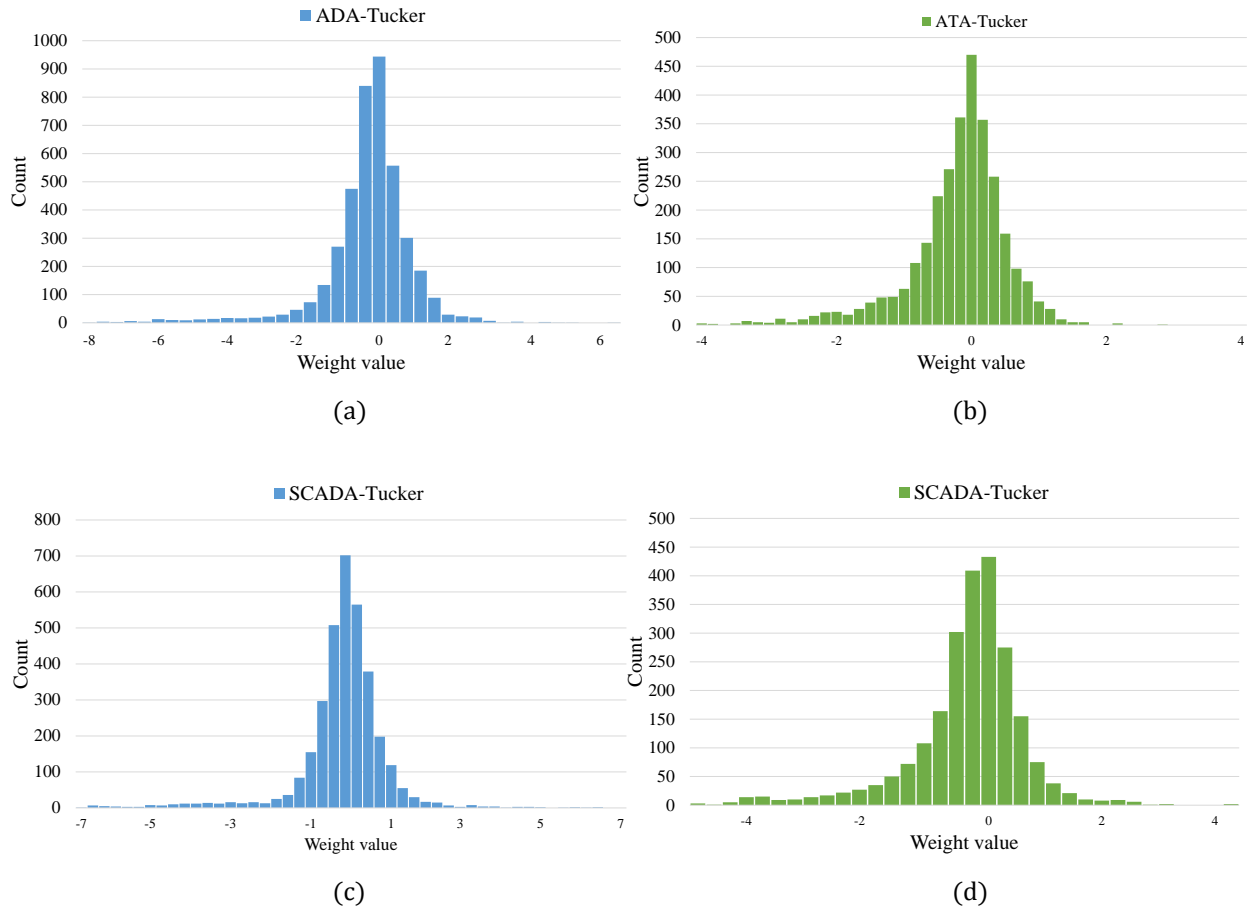 ADA-Tucker
1000
900
800
700
600
500
400
300
200
100
0
Count
-8 -6 -4 -2 0 2 4 6
Weight value
(a)
ATA-Tucker
500
450
400
350
300
250
200
150
100
50
0
Count
-4 -2 0 2 4
Weight value
(b)
SCADA-Tucker
800
700
600
500
400
300
200
100
0
Count
-7 -5 -3 -1 1 3 5 7
Weight value
(c)
SCADA-Tucker
500
450
400
350
300
250
200
150
100
50
0
Count
-4 -2 0 2 4
Weight value
(d)